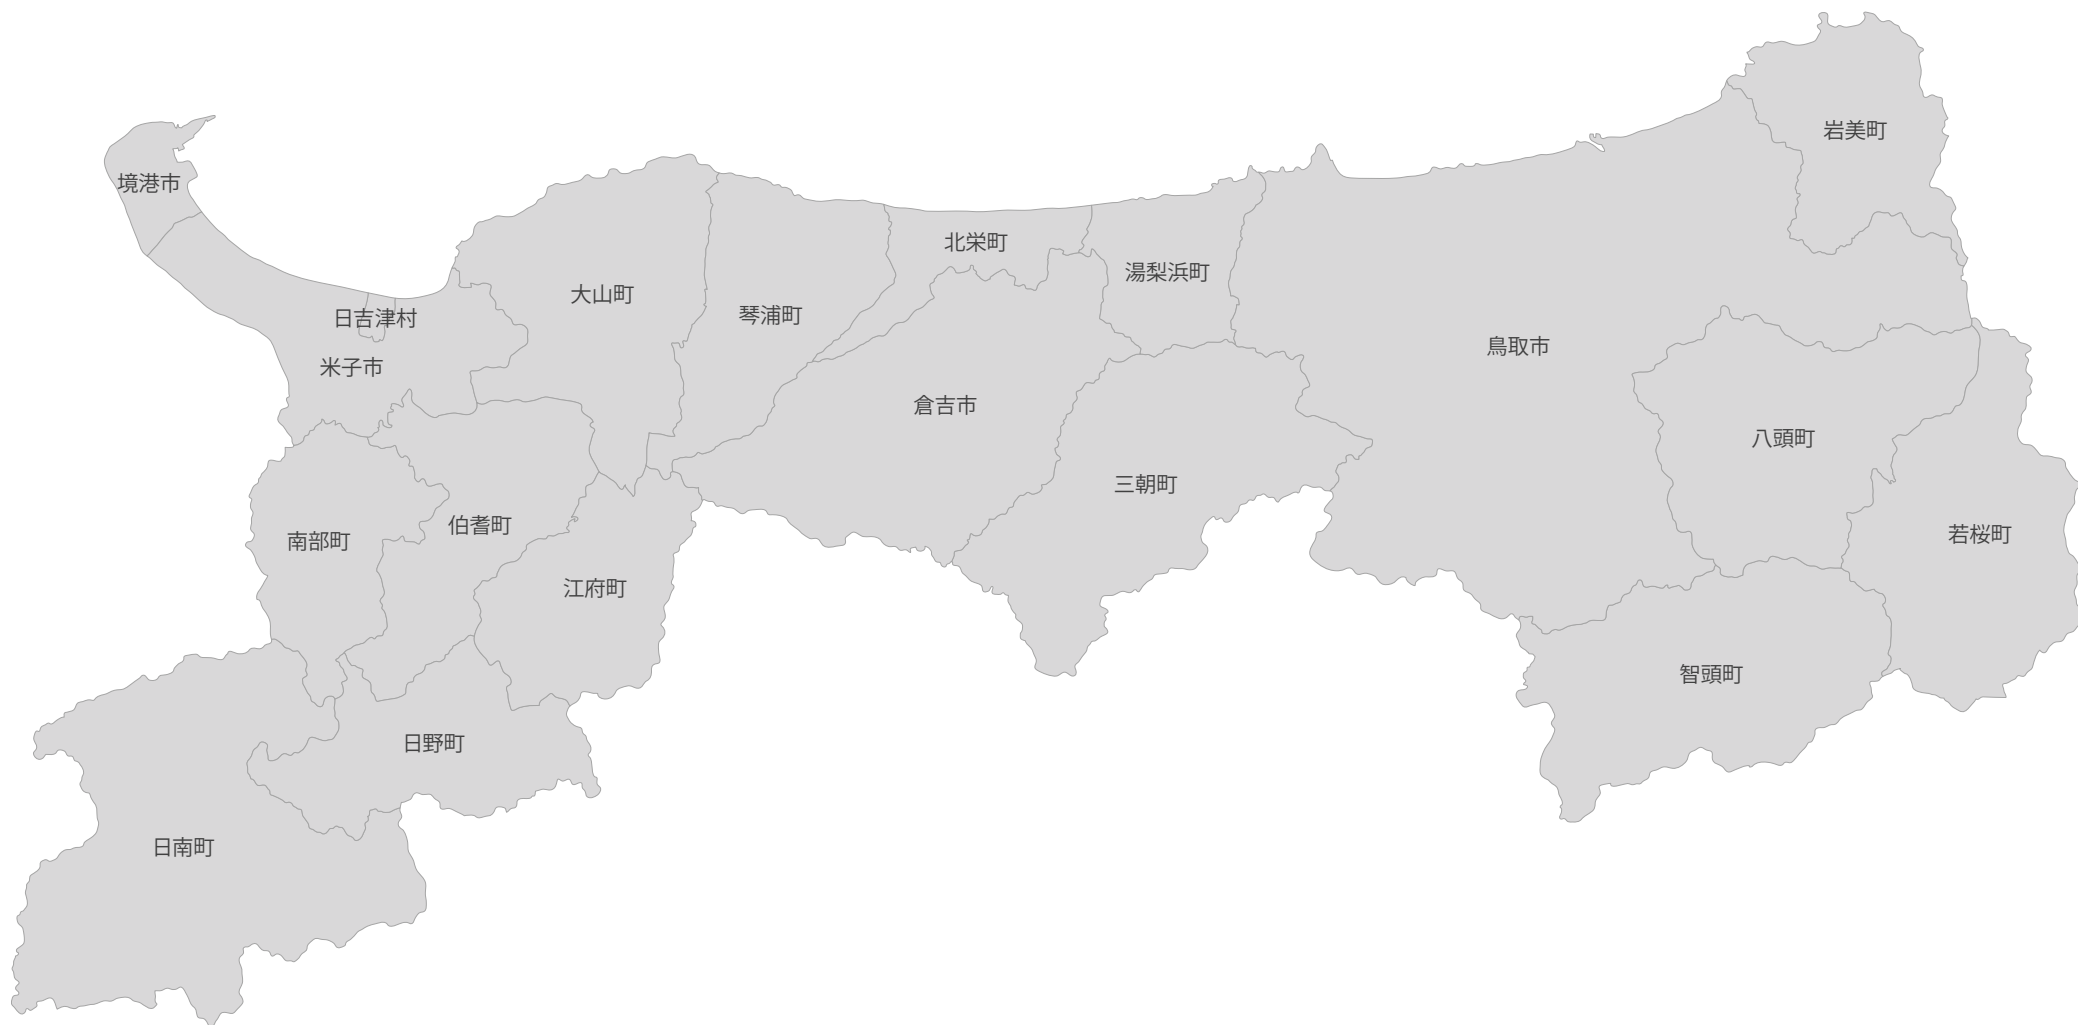 岩美町
境港市
北栄町
湯梨浜町
大山町
琴浦町
日吉津村
鳥取市
米子市
倉吉市
八頭町
三朝町
伯耆町
若桜町
南部町
江府町
智頭町
日野町
日南町